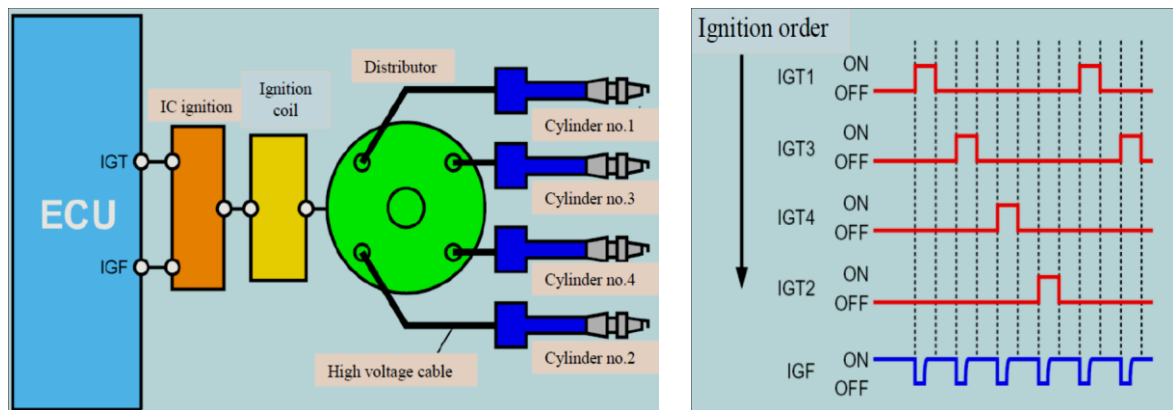 Distributor
Ignition
coil
IC ignition
IGT
ECU
IGF
Cylinder no.1
Cylinder no.3
Cylinder no.4
Cylinder no.2
High voltage cable
Ignition order
IGT1
ON
OFF
IGT3
ON
OFF
IGT4
ON
OFF
IGT2
ON
OFF
IGF
ON
OFF